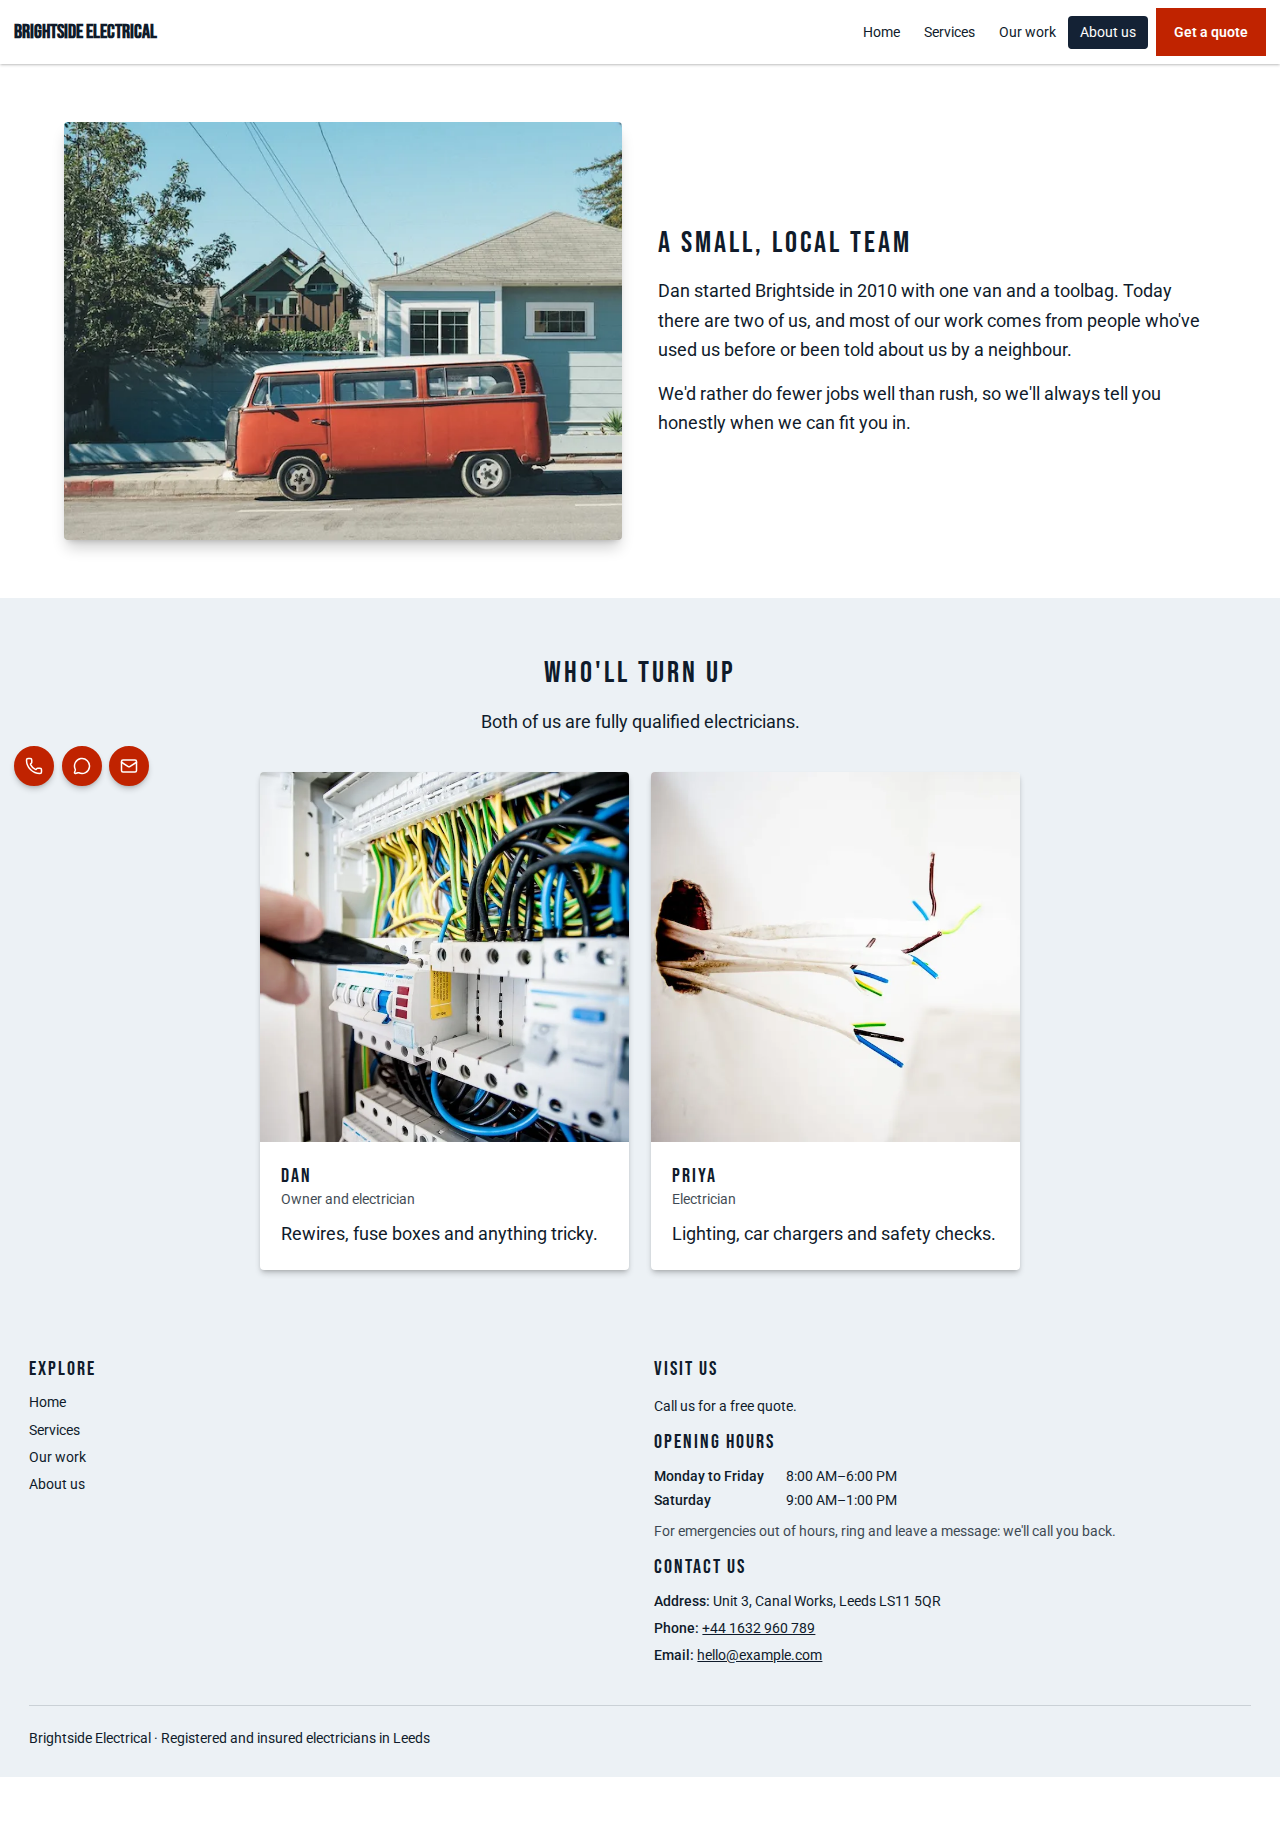 BRIGHTSIDE ELECTRICAL
Home
Services
Our work
About us
Get a quote
A SMALL, LOCAL TEAM
Dan started Brightside in 2010 with one van and a toolbag. Today
there are two of us, and most of our work comes from people who've
used us before or been told about us by a neighbour.
We'd rather do fewer jobs well than rush, so we'll always tell you
honestly when we can fit you in.
WHO'LL TURN UP
Both of us are fully qualified electricians.
DAN
Owner and electrician
Rewires, fuse boxes and anything tricky.
PRIYA
Electrician
Lighting, car chargers and safety checks.
EXPLORE
Home
Services
Our work
About us
VISIT US
Call us for a free quote.
OPENING HOURS
Monday to Friday 8:00 AM–6:00 PM
Saturday 9:00 AM–1:00 PM
For emergencies out of hours, ring and leave a message: we'll call you back.
CONTACT US
Address: Unit 3, Canal Works, Leeds LS11 5QR
Phone: +44 1632 960 789
Email: hello@example.com
Brightside Electrical · Registered and insured electricians in Leeds